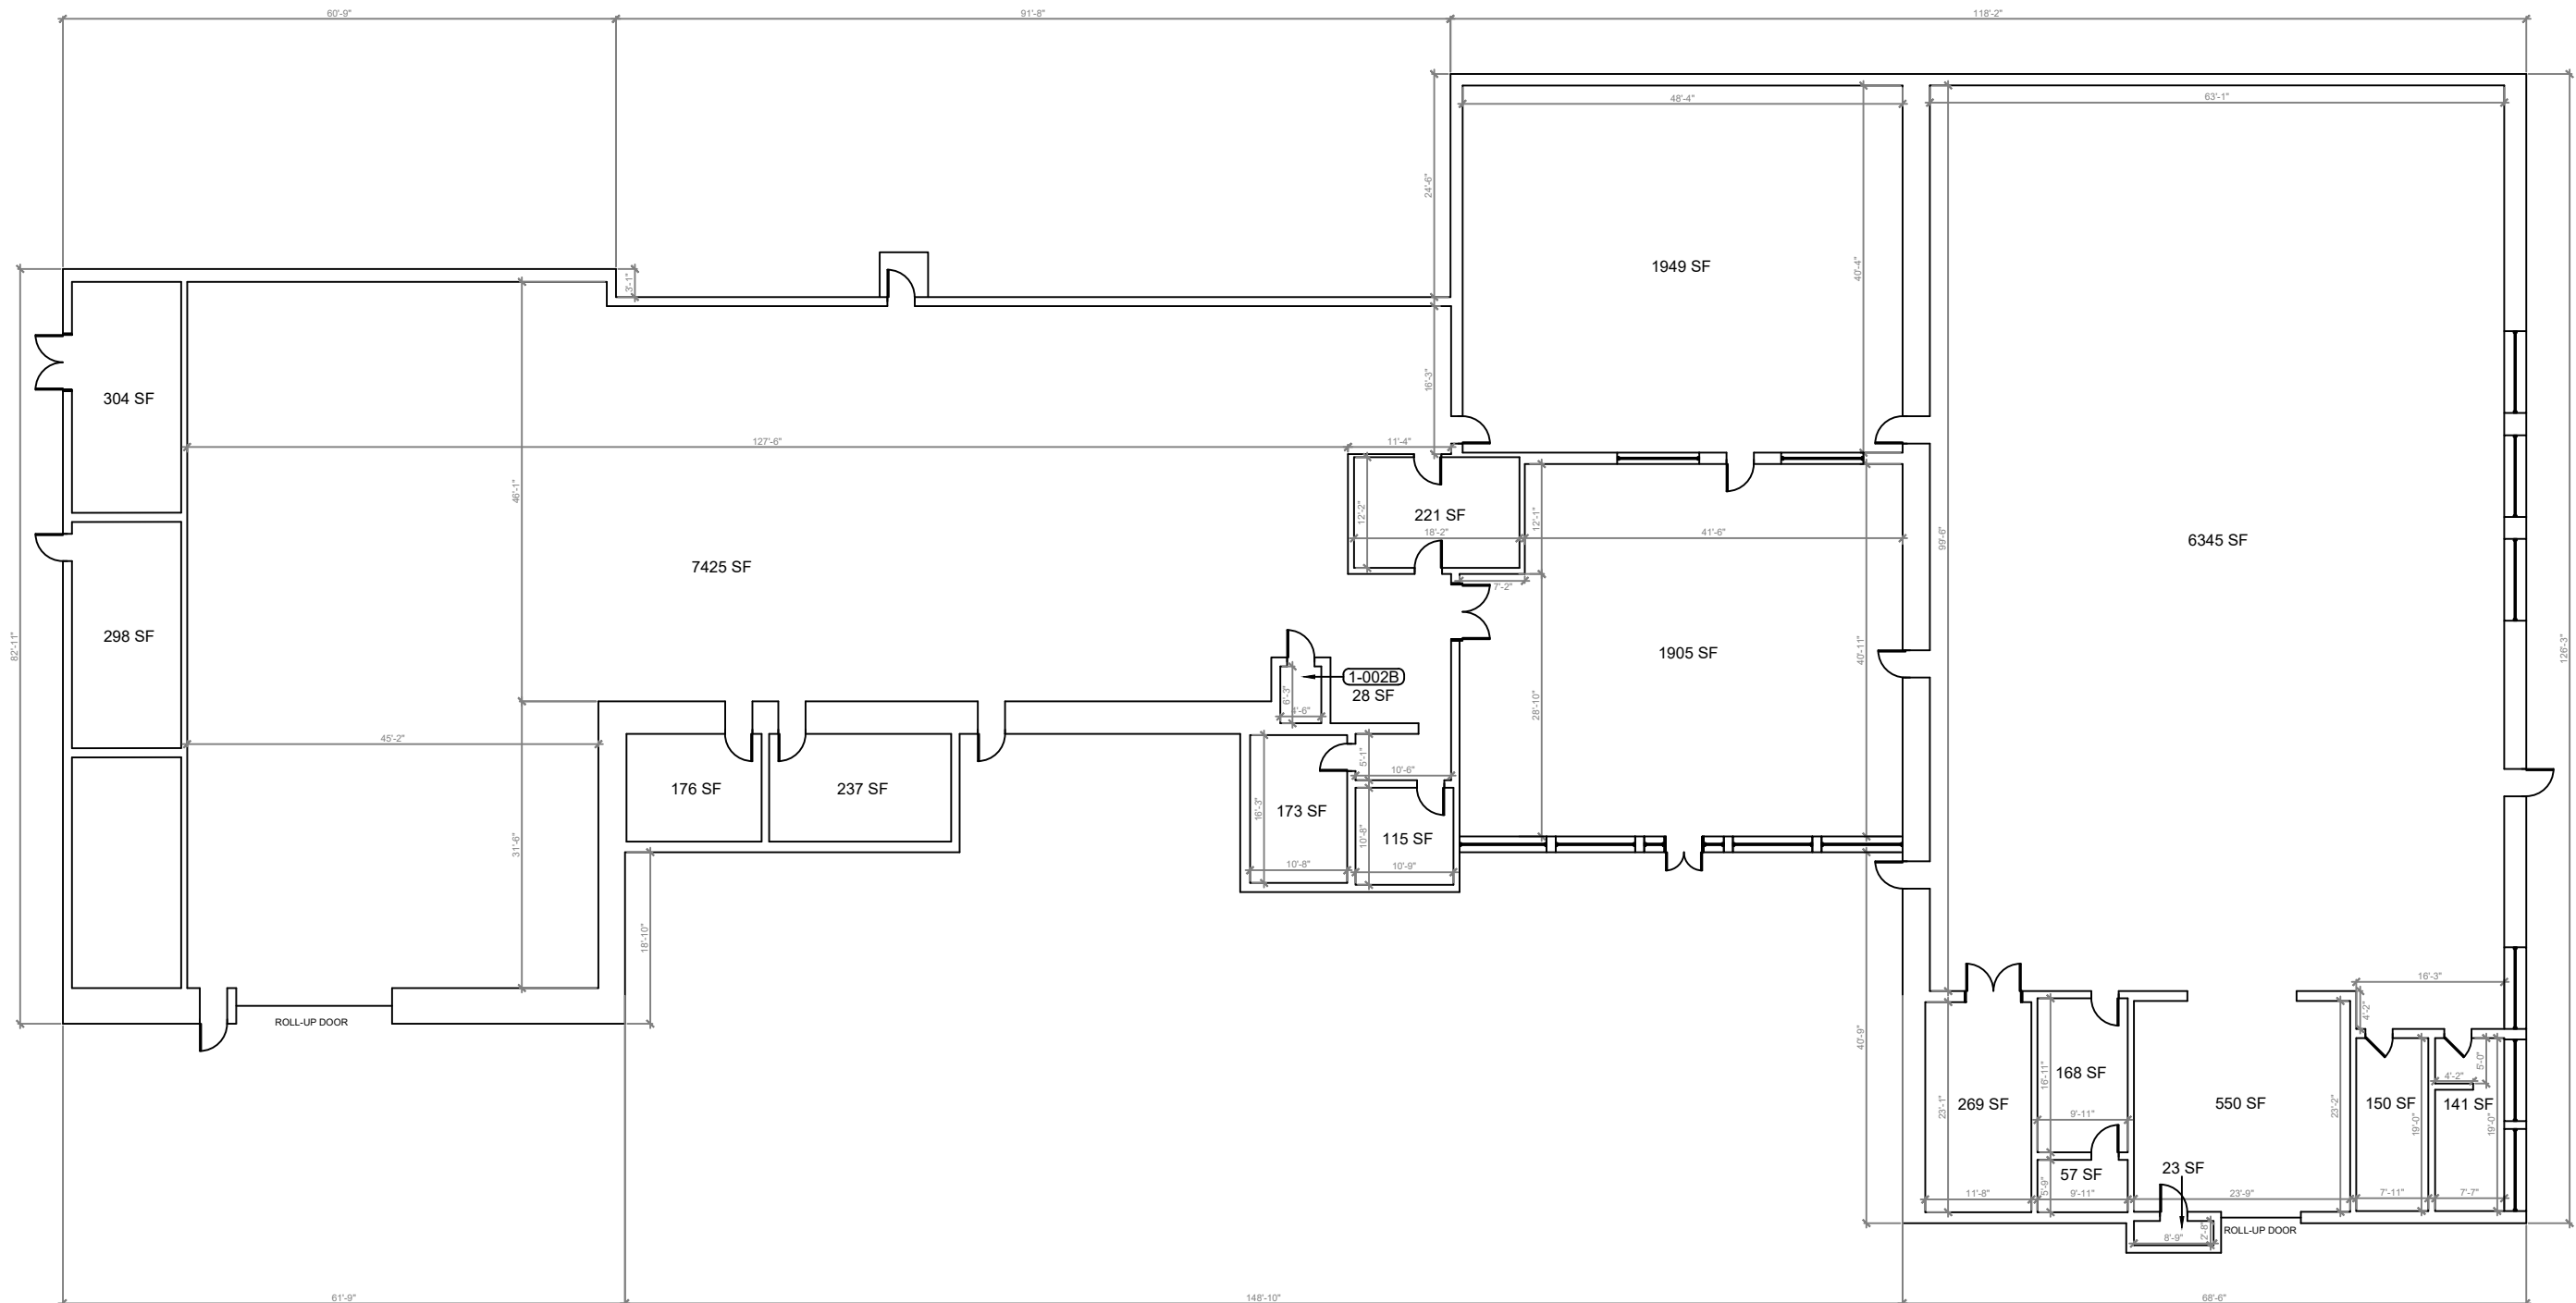 60'-9"
91'-8"
118'-2"
48'-4"
63'-1"
24'-6"
3'-1"
40'-4"
1949 SF
16'-3"
304 SF
127'-6"
11'-4"
46'-1"
12'-2"
221 SF
18'-2"
12'-1"
41'-6"
99'-6"
6345 SF
7425 SF
7'-2"
298 SF
82'-11"
1905 SF
40'-11"
126'-3"
1-002B
28 SF
6'-3"
4'-6"
28'-10"
45'-2"
5'-1"
10'-6"
176 SF
237 SF
173 SF
16'-3"
115 SF
10'-8"
10'-8"
10'-9"
31'-6"
18'-10"
16'-3"
4'-2"
ROLL-UP DOOR
40'-9"
5'-0"
4'-2"
168 SF
16'-11"
269 SF
23'-1"
9'-11"
550 SF
23'-2"
150 SF
19'-0"
141 SF
19'-0"
57 SF
5'-9"
23 SF
11'-8"
9'-11"
23'-9"
7'-11"
7'-7"
8'-9"
2'-8"
ROLL-UP DOOR
61'-9"
148'-10"
68'-6"